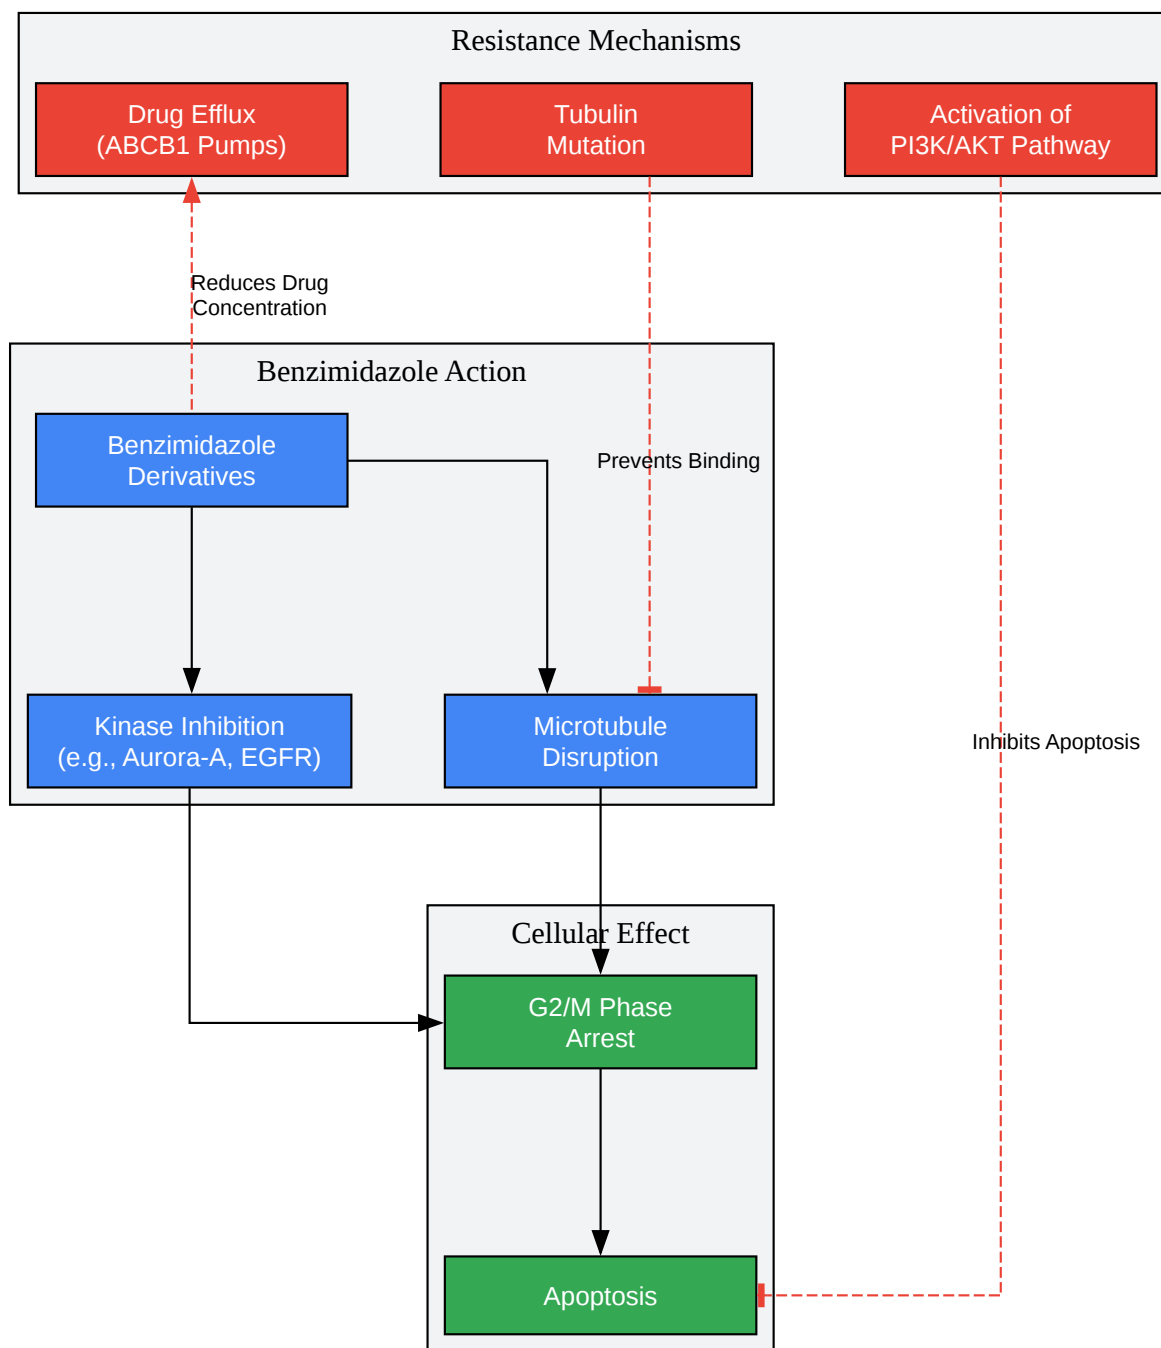 Resistance Mechanisms
Drug Efflux
(ABCB1 Pumps)
Tubulin
Mutation
Activation of
PI3K/AKT Pathway
Reduces Drug
Concentration
Benzimidazole Action
Benzimidazole
Derivatives
Prevents Binding
Kinase Inhibition
(e.g., Aurora-A, EGFR)
Microtubule
Disruption
Inhibits Apoptosis
Cellular Effect
G2/M Phase
Arrest
Apoptosis